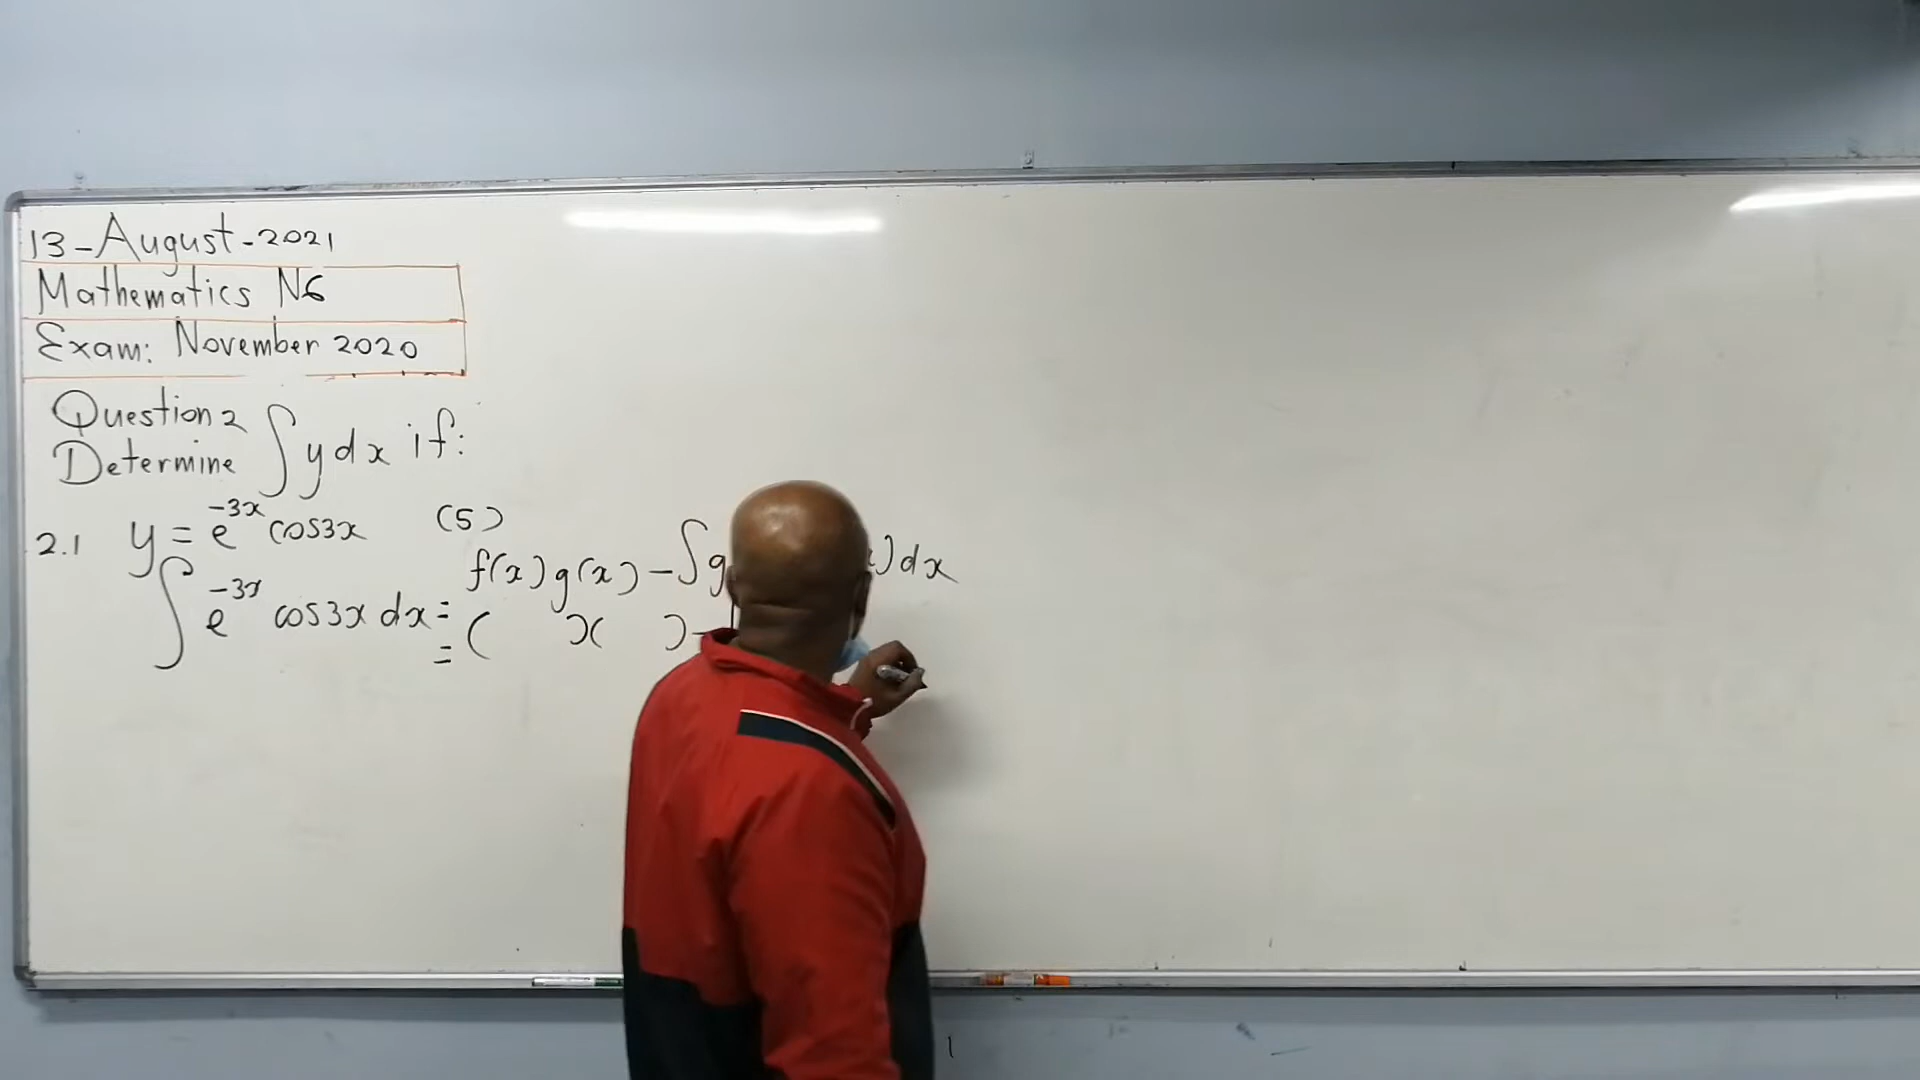 13-August-2021
Mathematics N6
Exam: November 2020
Question 2
Determine ∫ y dx if:
2.1 y = e^{-3x} cos3x (5)
∫ e^{-3x} cos3x dx = f(x)g(x) - ∫ g ) dx
= ( )( ) -